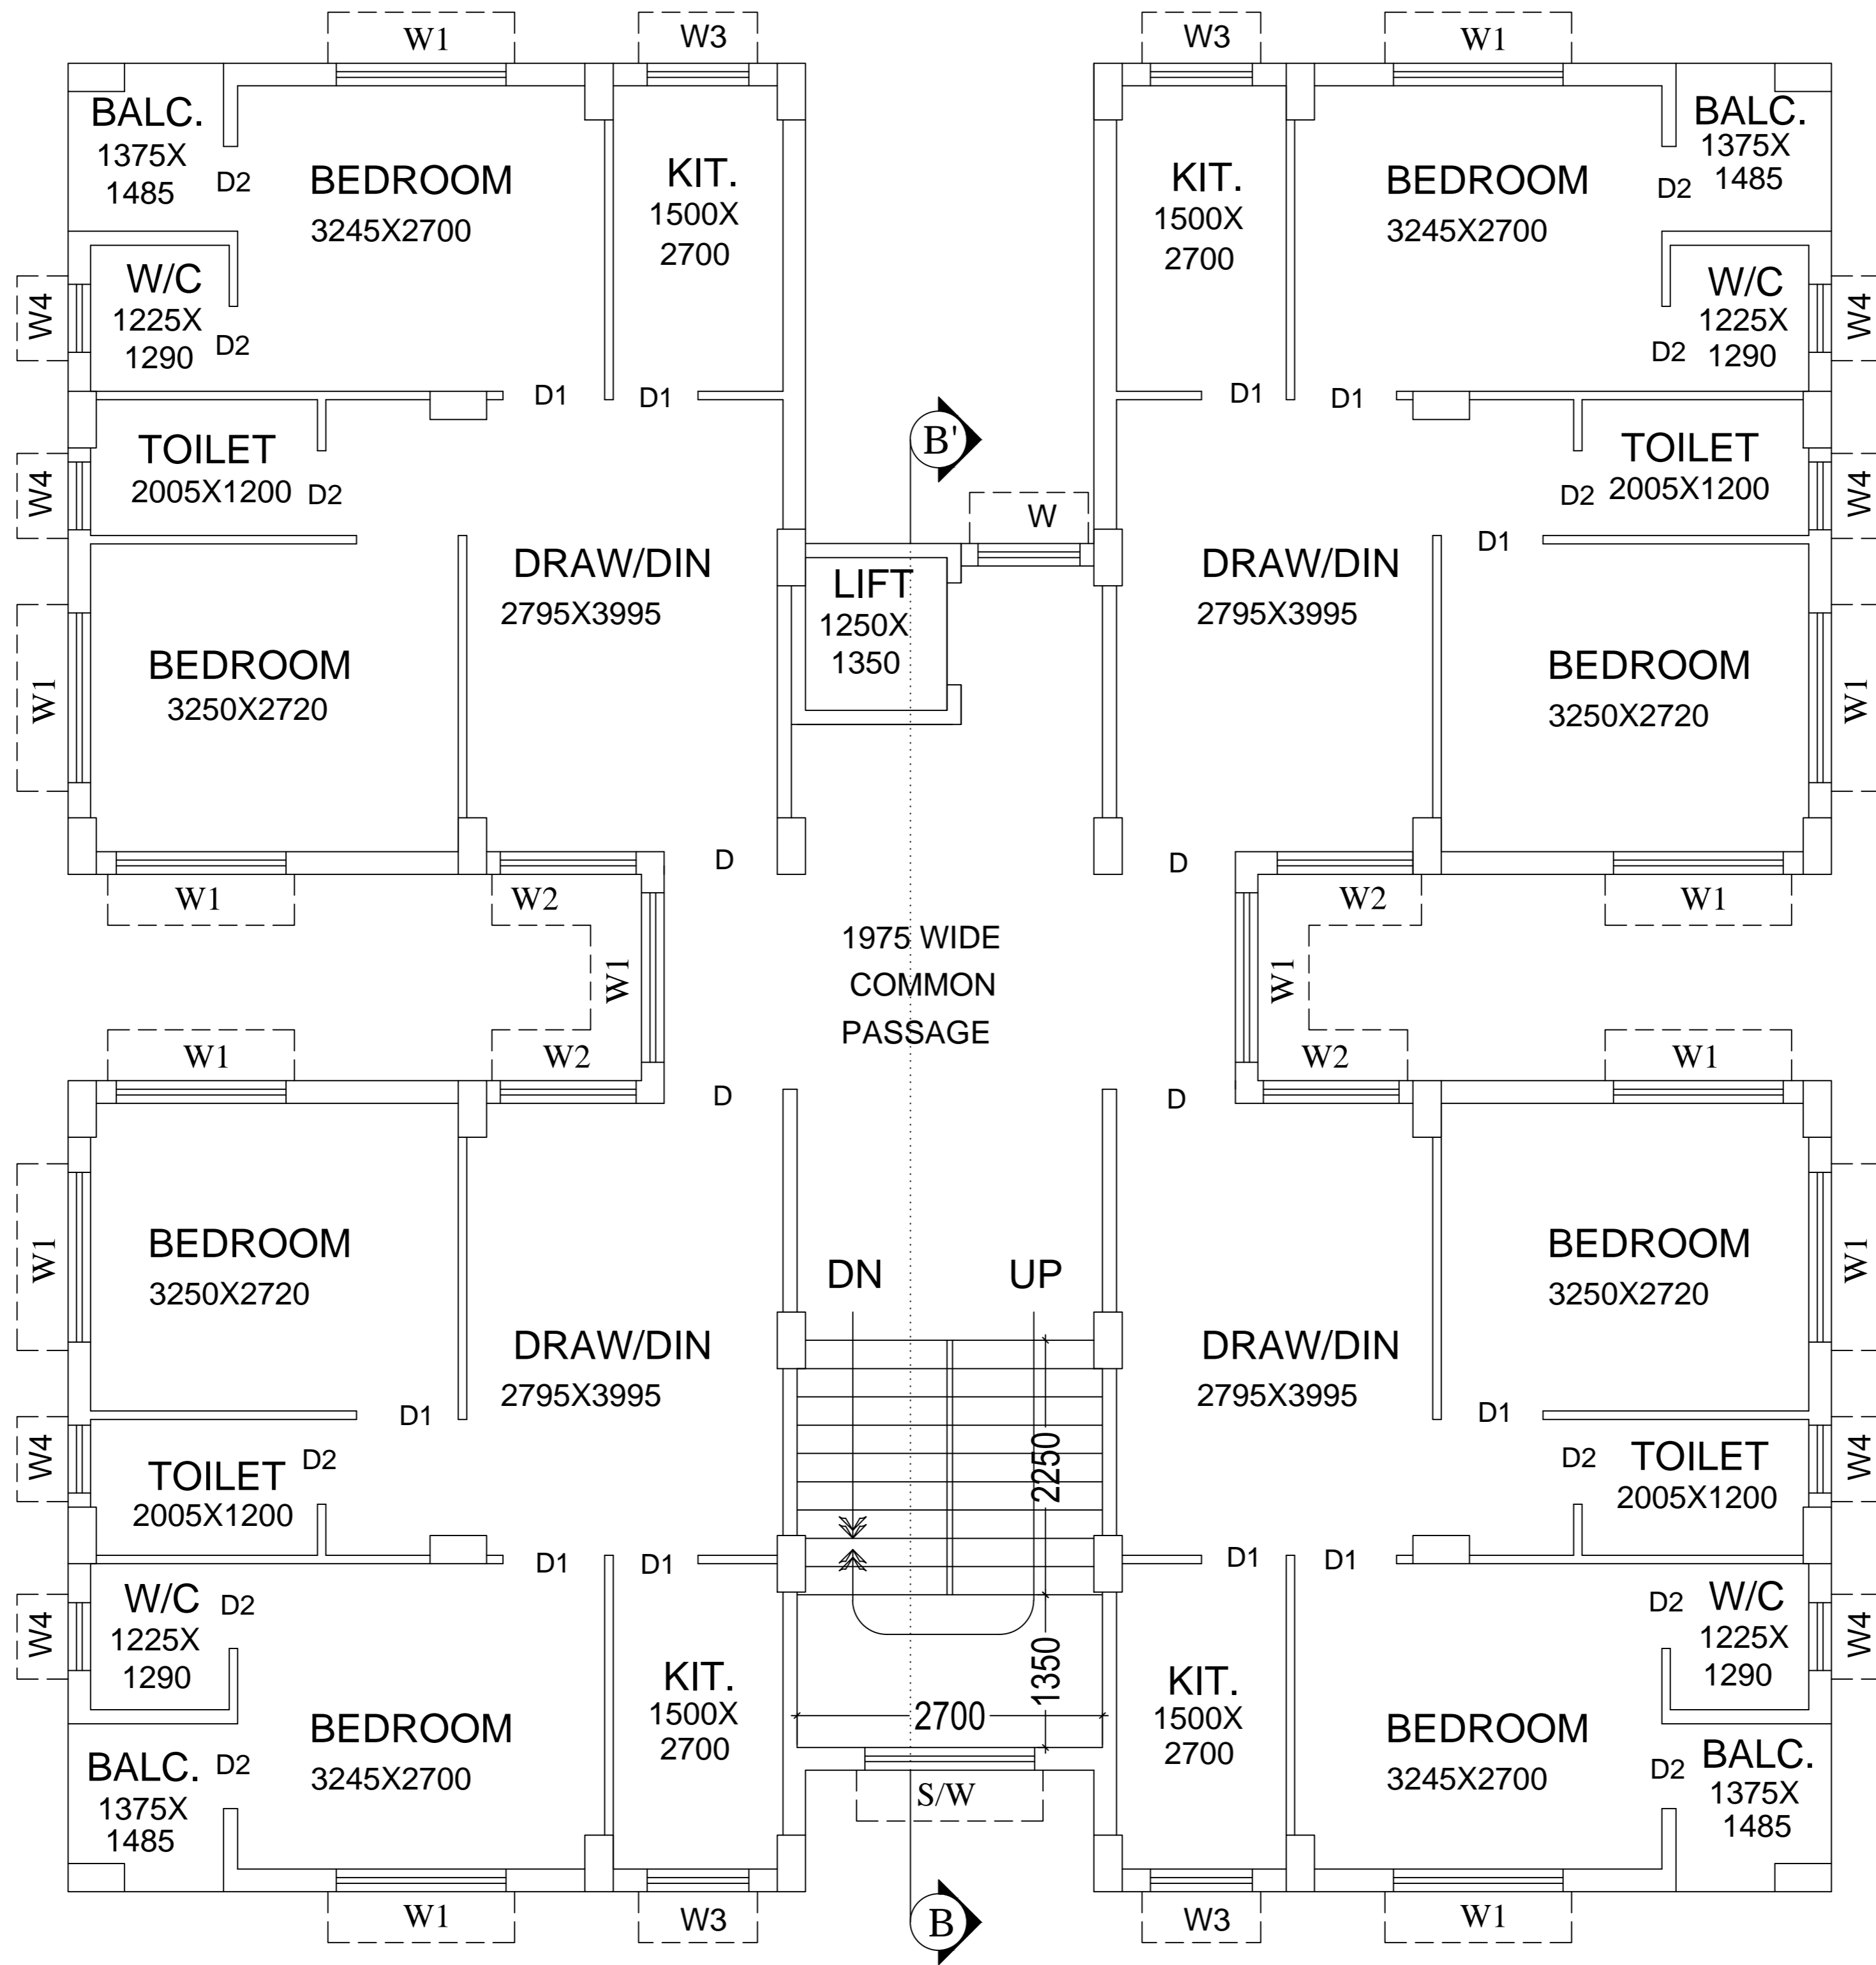 W1
W3
W3
W1
BALC.
1375X
1485
D2
BEDROOM
3245X2700
KIT.
1500X
2700
KIT.
1500X
2700
BEDROOM
3245X2700
D2
BALC.
1375X
1485
W4
W/C
1225X
1290
D2
D1
D1
D1
D1
D2
W/C
1225X
1290
W4
B'
W4
TOILET
2005X1200
D2
W
D2
TOILET
2005X1200
W4
D1
DRAW/DIN
2795X3995
LIFT
1250X
1350
DRAW/DIN
2795X3995
W1
BEDROOM
3250X2720
BEDROOM
3250X2720
W1
D
D
W1
W2
W2
W1
W1
1975 WIDE
COMMON
PASSAGE
W1
W1
W2
W2
W1
D
D
W1
BEDROOM
3250X2720
DN
UP
BEDROOM
3250X2720
W1
DRAW/DIN
2795X3995
DRAW/DIN
2795X3995
D1
D1
W4
TOILET
2005X1200
D2
2250
D2
TOILET
2005X1200
W4
D1
D1
D1
D1
W4
W/C
1225X
1290
D2
D2
W/C
1225X
1290
W4
KIT.
1500X
2700
1350
2700
KIT.
1500X
2700
BALC.
1375X
1485
D2
BEDROOM
3245X2700
S/W
BEDROOM
3245X2700
D2
BALC.
1375X
1485
W1
W3
B
W3
W1